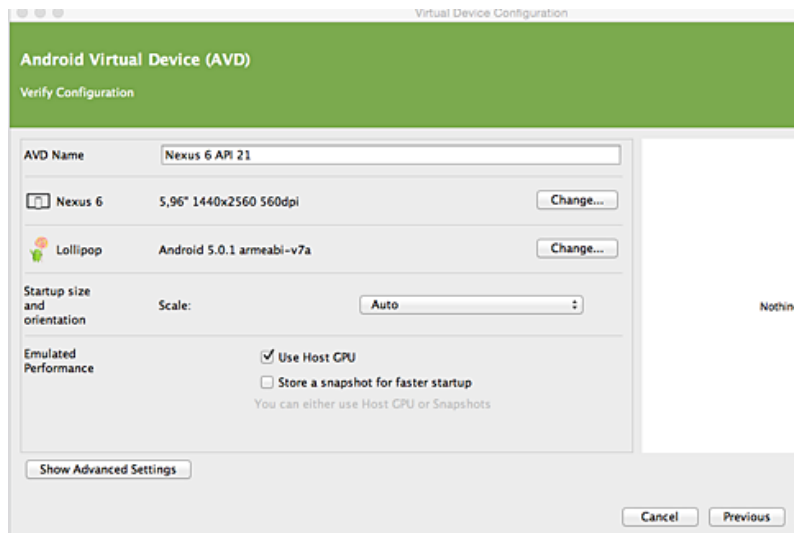 Virtual Device Configuration
Android Virtual Device (AVD)
Verify Configuration
AVD Name
Nexus 6 API 21
Nexus 6
5,96" 1440x2560 560dpi
Change...
Lollipop
Android 5.0.1 armeabi-v7a
Change...
Startup size
and
orientation
Scale:
Auto
Nothin
Emulated
Performance
Use Host GPU
Store a snapshot for faster startup
You can either use Host GPU or Snapshots
Show Advanced Settings
Cancel
Previous